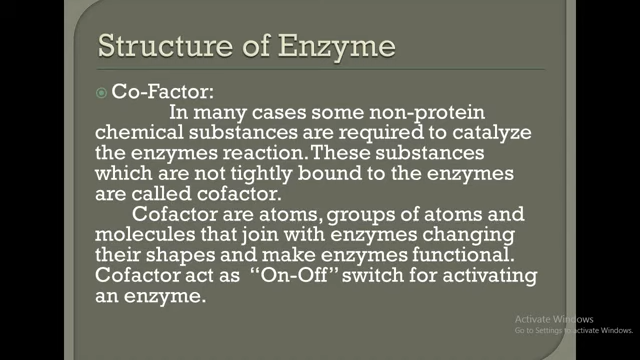 Structure of Enzyme
Co-Factor:
In many cases some non-protein
chemical substances are required to catalyze
the enzymes reaction. These substances
which are not tightly bound to the enzymes
are called cofactor.
Cofactor are atoms, groups of atoms and
molecules that join with enzymes changing
their shapes and make enzymes functional.
Cofactor act as “On-Off” switch for activating
an enzyme.
Activate Windows
Go to Settings to activate Windows.